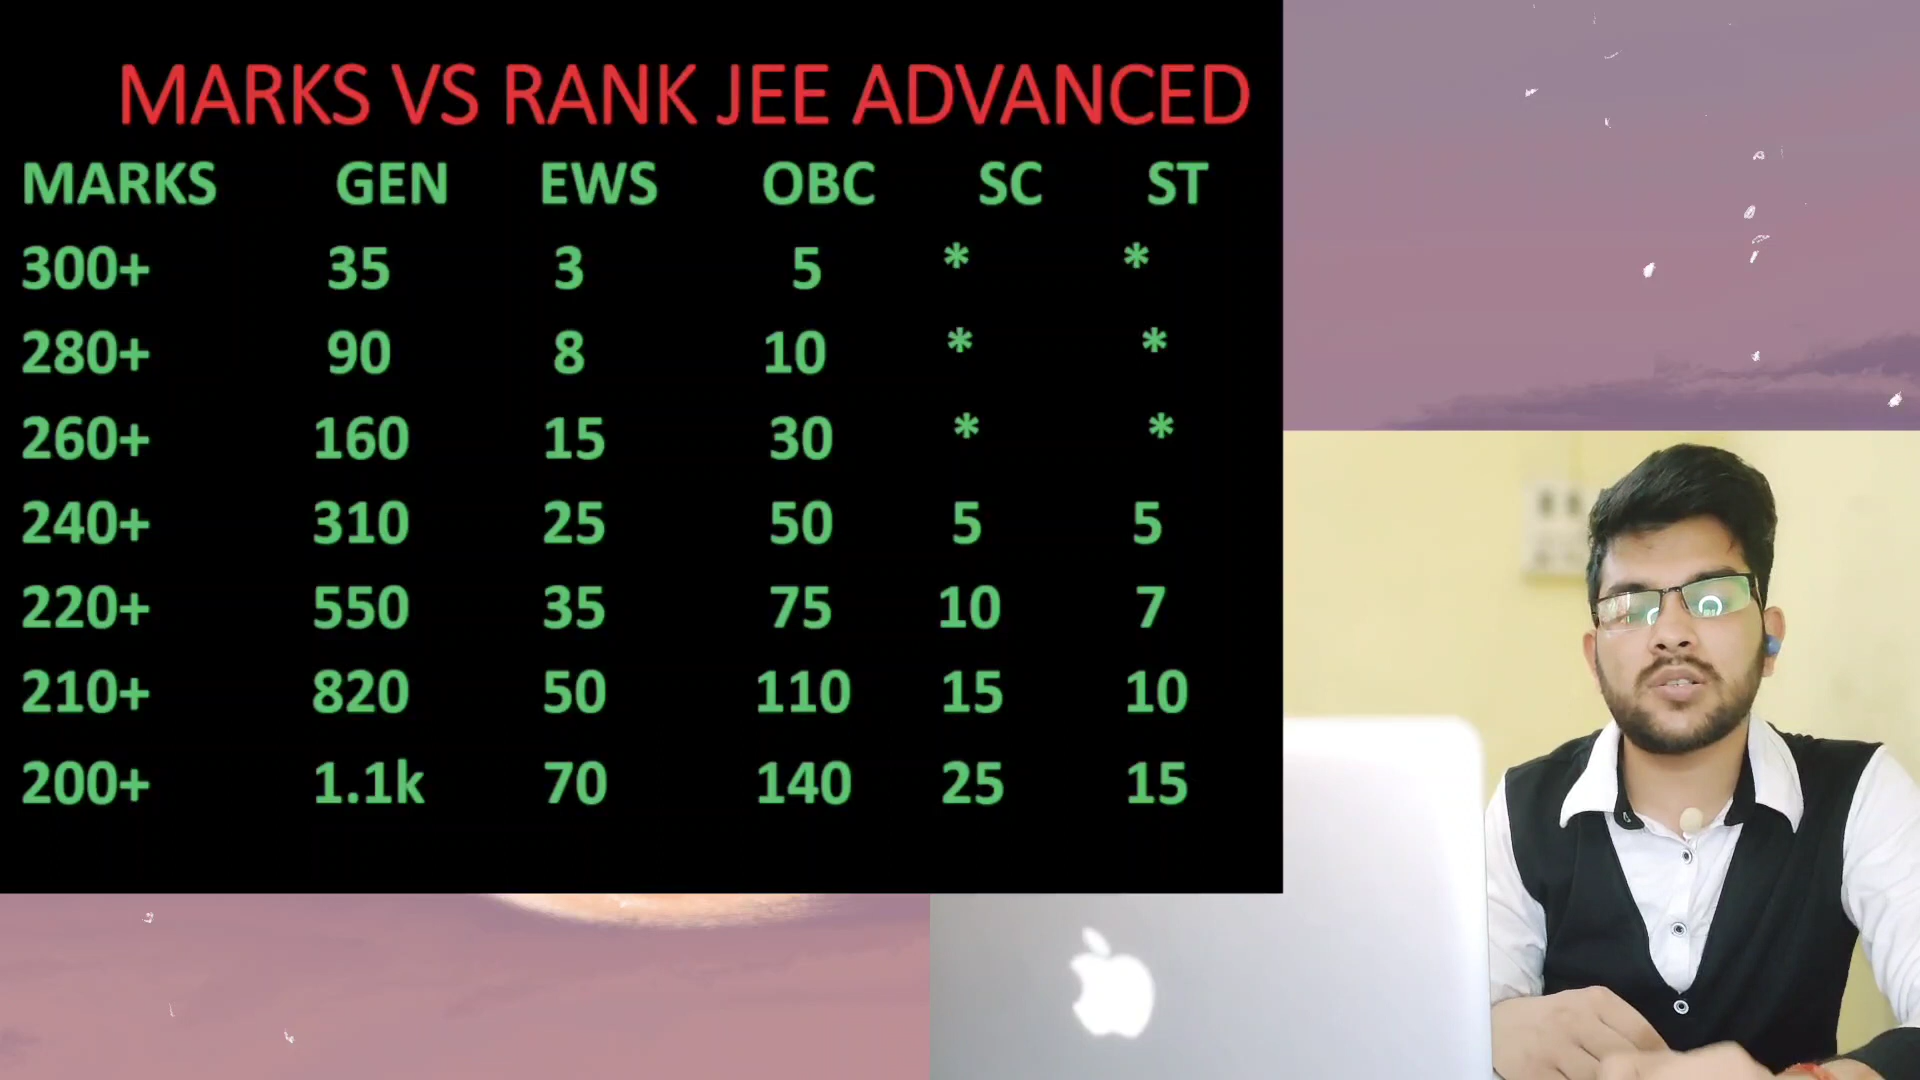 MARKS VS RANK JEE ADVANCED
MARKS GEN EWS OBC SC ST
300+ 35 3 5 * *
280+ 90 8 10 * *
260+ 160 15 30 * *
240+ 310 25 50 5 5
220+ 550 35 75 10 7
210+ 820 50 110 15 10
200+ 1.1k 70 140 25 15